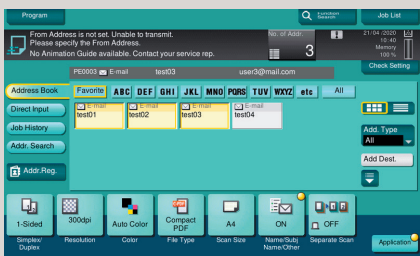 Program
Function
Search
Job List
From Address is not set. Unable to transmit.
Please specify the From Address.
No Animation Guide available. Contact your service rep.
No. of Addr.
3
21/04/2020
10:40
Memory
100 %
Check Setting
PE0003 E-mail test03 user3@mail.com
Address Book
Favorite ABC DEF GHI JKL MNO PQRS TUV WXYZ etc All
Direct Input
Job History
Addr. Search
Addr.Reg.
E-mail
test01
E-mail
test02
E-mail
test03
E-mail
test04
Add. Type
All
Add Dest.
1-Sided
300dpi
Auto Color
Compact
PDF
A4
ON
OFF
Simplex/
Duplex
Resolution
Color
File Type
Scan Size
Name/Subj
Name/Other
Separate Scan
Application